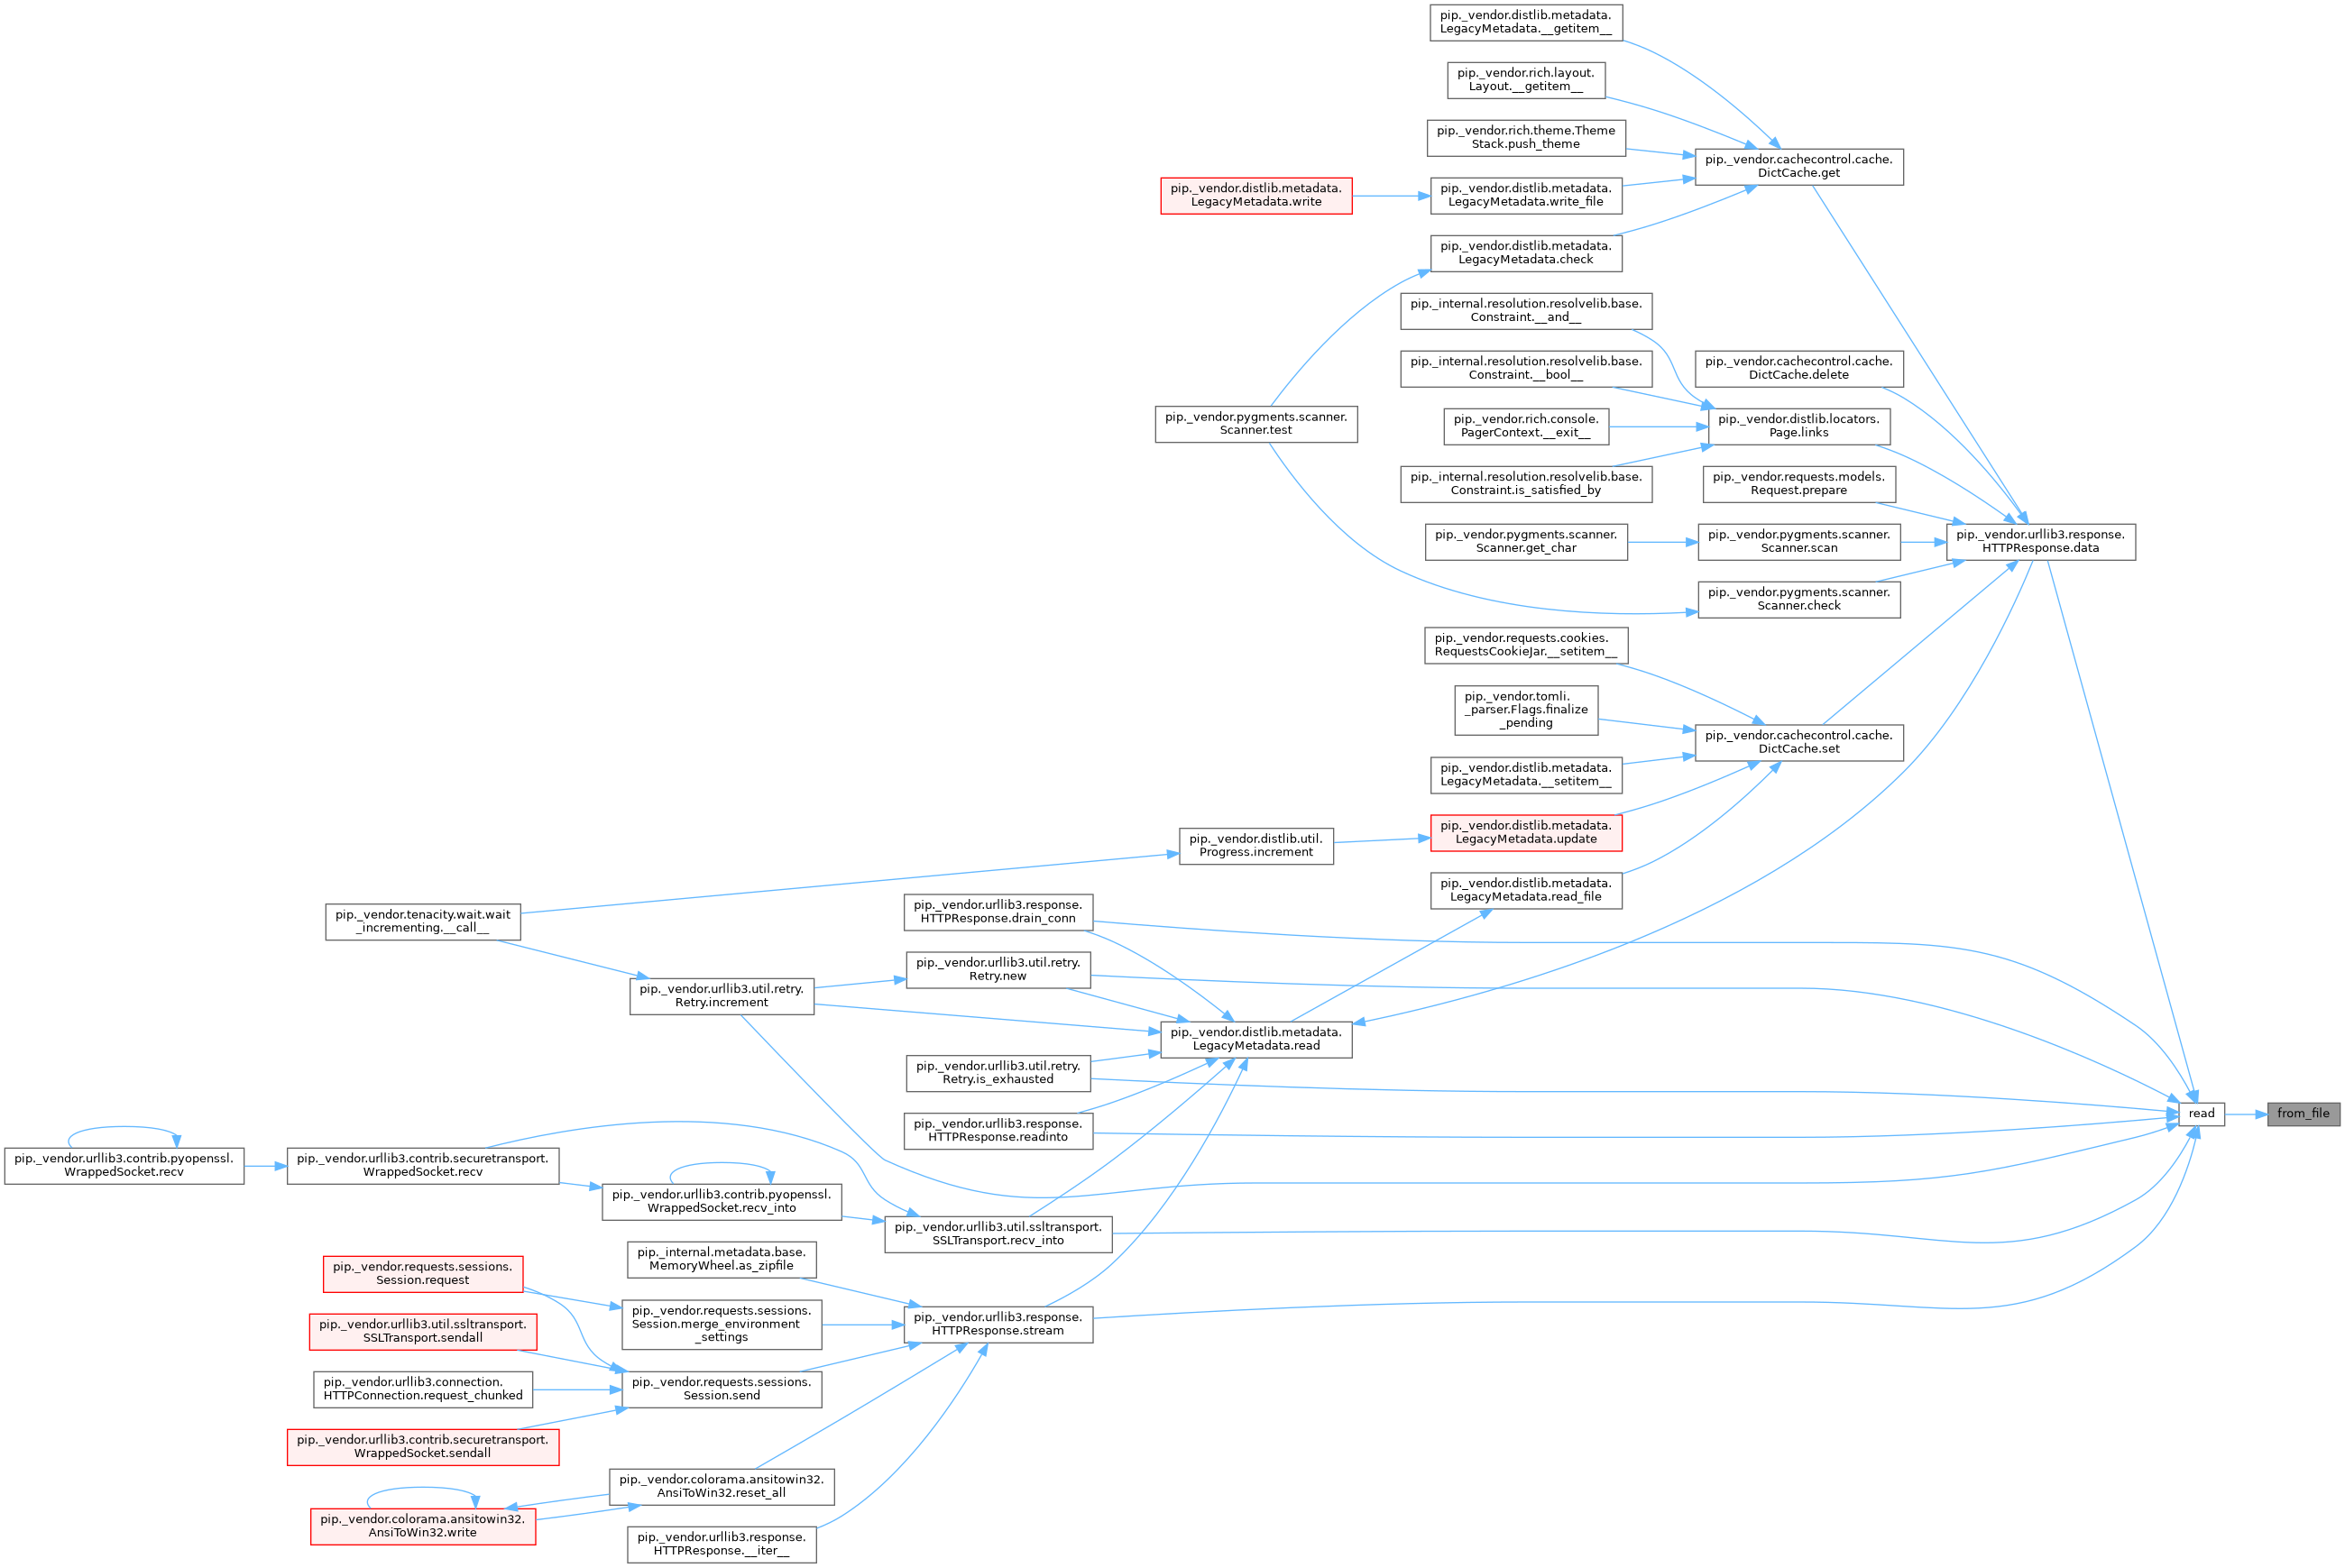 pip._vendor.distlib.metadata.
LegacyMetadata.__getitem__
pip._vendor.rich.layout.
Layout.__getitem__
pip._vendor.rich.theme.Theme
Stack.push_theme
pip._vendor.cachecontrol.cache.
DictCache.get
pip._vendor.distlib.metadata.
LegacyMetadata.write
pip._vendor.distlib.metadata.
LegacyMetadata.write_file
pip._vendor.distlib.metadata.
LegacyMetadata.check
pip._internal.resolution.resolvelib.base.
Constraint.__and__
pip._internal.resolution.resolvelib.base.
Constraint.__bool__
pip._vendor.cachecontrol.cache.
DictCache.delete
pip._vendor.pygments.scanner.
Scanner.test
pip._vendor.rich.console.
PagerContext.__exit__
pip._vendor.distlib.locators.
Page.links
pip._internal.resolution.resolvelib.base.
Constraint.is_satisfied_by
pip._vendor.requests.models.
Request.prepare
pip._vendor.pygments.scanner.
Scanner.get_char
pip._vendor.pygments.scanner.
Scanner.scan
pip._vendor.urllib3.response.
HTTPResponse.data
pip._vendor.pygments.scanner.
Scanner.check
pip._vendor.requests.cookies.
RequestsCookieJar.__setitem__
pip._vendor.tomli.
_parser.Flags.finalize
_pending
pip._vendor.cachecontrol.cache.
DictCache.set
pip._vendor.distlib.metadata.
LegacyMetadata.__setitem__
pip._vendor.distlib.metadata.
LegacyMetadata.update
pip._vendor.distlib.util.
Progress.increment
pip._vendor.distlib.metadata.
LegacyMetadata.read_file
pip._vendor.tenacity.wait.wait
_incrementing.__call__
pip._vendor.urllib3.response.
HTTPResponse.drain_conn
pip._vendor.urllib3.util.retry.
Retry.new
pip._vendor.urllib3.util.retry.
Retry.increment
pip._vendor.distlib.metadata.
LegacyMetadata.read
pip._vendor.urllib3.util.retry.
Retry.is_exhausted
pip._vendor.urllib3.response.
HTTPResponse.readinto
read
from_file
pip._vendor.urllib3.contrib.pyopenssl.
WrappedSocket.recv
pip._vendor.urllib3.contrib.securetransport.
WrappedSocket.recv
pip._vendor.urllib3.contrib.pyopenssl.
WrappedSocket.recv_into
pip._vendor.urllib3.util.ssltransport.
SSLTransport.recv_into
pip._internal.metadata.base.
MemoryWheel.as_zipfile
pip._vendor.requests.sessions.
Session.request
pip._vendor.requests.sessions.
Session.merge_environment
_settings
pip._vendor.urllib3.response.
HTTPResponse.stream
pip._vendor.urllib3.util.ssltransport.
SSLTransport.sendall
pip._vendor.urllib3.connection.
HTTPConnection.request_chunked
pip._vendor.requests.sessions.
Session.send
pip._vendor.urllib3.contrib.securetransport.
WrappedSocket.sendall
pip._vendor.colorama.ansitowin32.
AnsiToWin32.reset_all
pip._vendor.colorama.ansitowin32.
AnsiToWin32.write
pip._vendor.urllib3.response.
HTTPResponse.__iter__